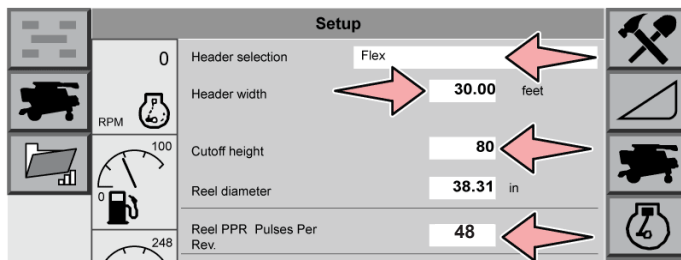 Setup
0
RPM
100
0
248
Header selection Flex
Header width 30.00 feet
Cutoff height 80
Reel diameter 38.31 in
Reel PPR Pulses Per
Rev. 48